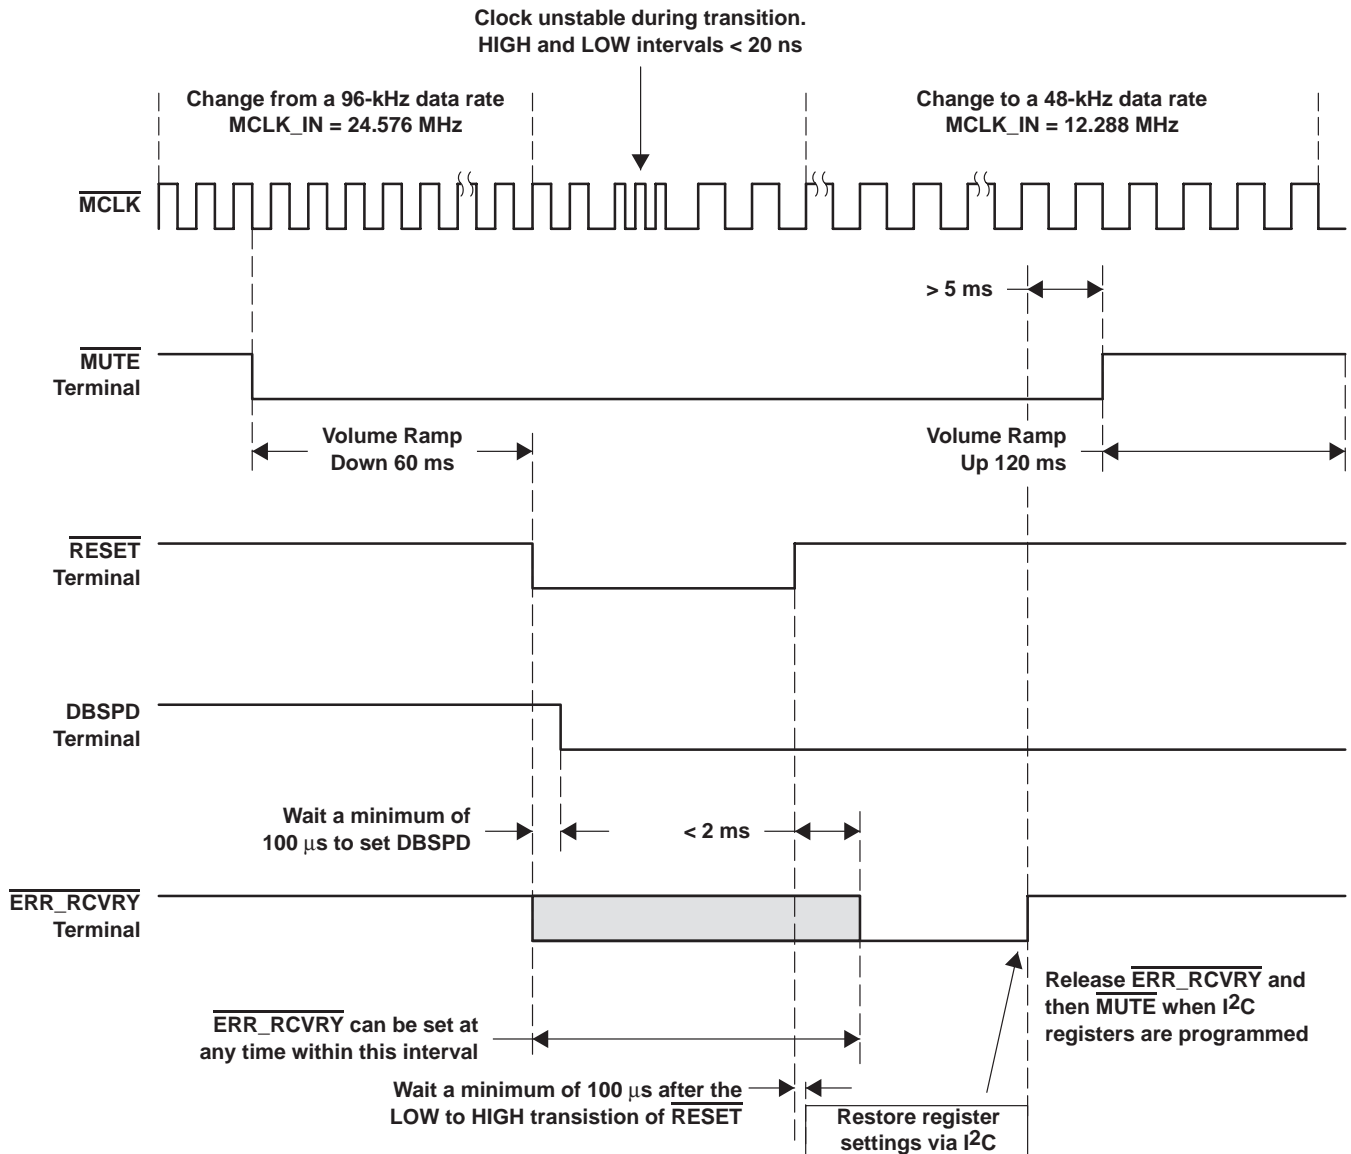 Clock unstable during transition.
HIGH and LOW intervals < 20 ns
Change from a 96-kHz data rate
MCLK_IN = 24.576 MHz
Change to a 48-kHz data rate
MCLK_IN = 12.288 MHz
MCLK
> 5 ms
MUTE
Terminal
Volume Ramp
Down 60 ms
Volume Ramp
Up 120 ms
RESET
Terminal
DBSPD
Terminal
Wait a minimum of
100 μs to set DBSPD
< 2 ms
ERR_RCVRY
Terminal
Release ERR_RCVRY and
then MUTE when I2C
registers are programmed
ERR_RCVRY can be set at
any time within this interval
Wait a minimum of 100 μs after the
LOW to HIGH transistion of RESET
Restore register
settings via I2C